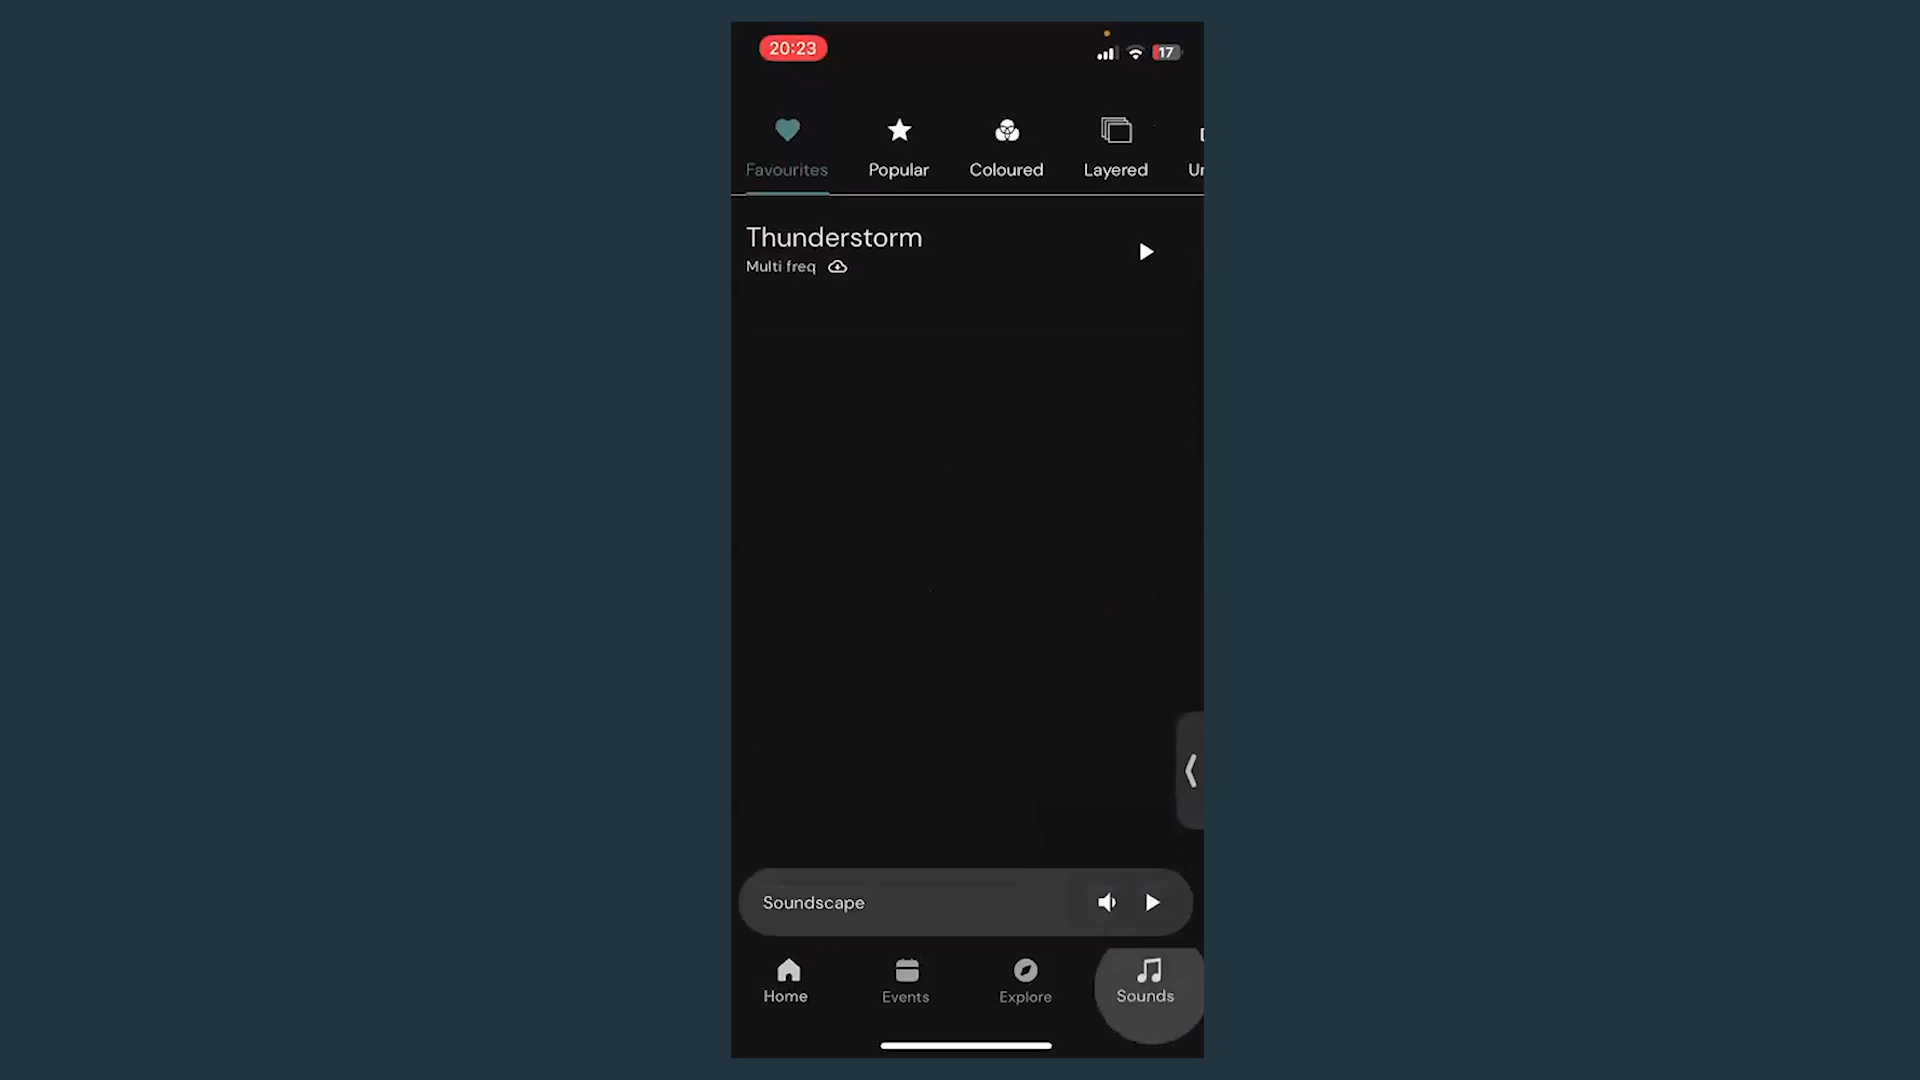 20:23
17
Favourites Popular Coloured Layered
Thunderstorm
Multi freq
Soundscape
Home Events Explore Sounds